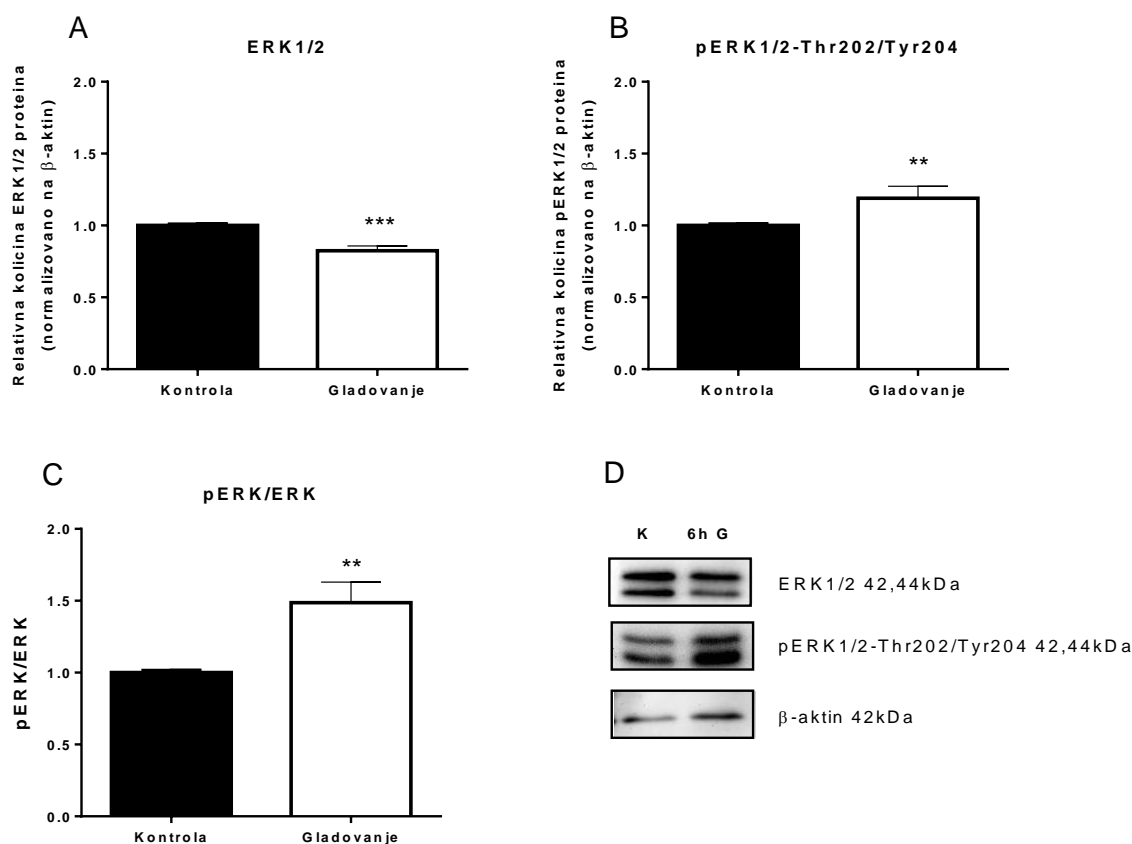 A
ERK1/2
Relativna kolicina ERK1/2 proteina
(normalizovano na β-aktin)
2.0
1.5
1.0
0.5
0.0
***
Kontrola
Gladovanje
B
pERK1/2-Thr202/Tyr204
Relativna kolicina pERK1/2 proteina
(normalizovano na β-aktin)
2.0
1.5
1.0
0.5
0.0
**
Kontrola
Gladovanje
C
pERK/ERK
pERK/ERK
2.0
1.5
1.0
0.5
0.0
**
Kontrola
Gladovanje
D
K 6h G
ERK1/2 42,44kDa
pERK1/2-Thr202/Tyr204 42,44kDa
β-aktin 42kDa